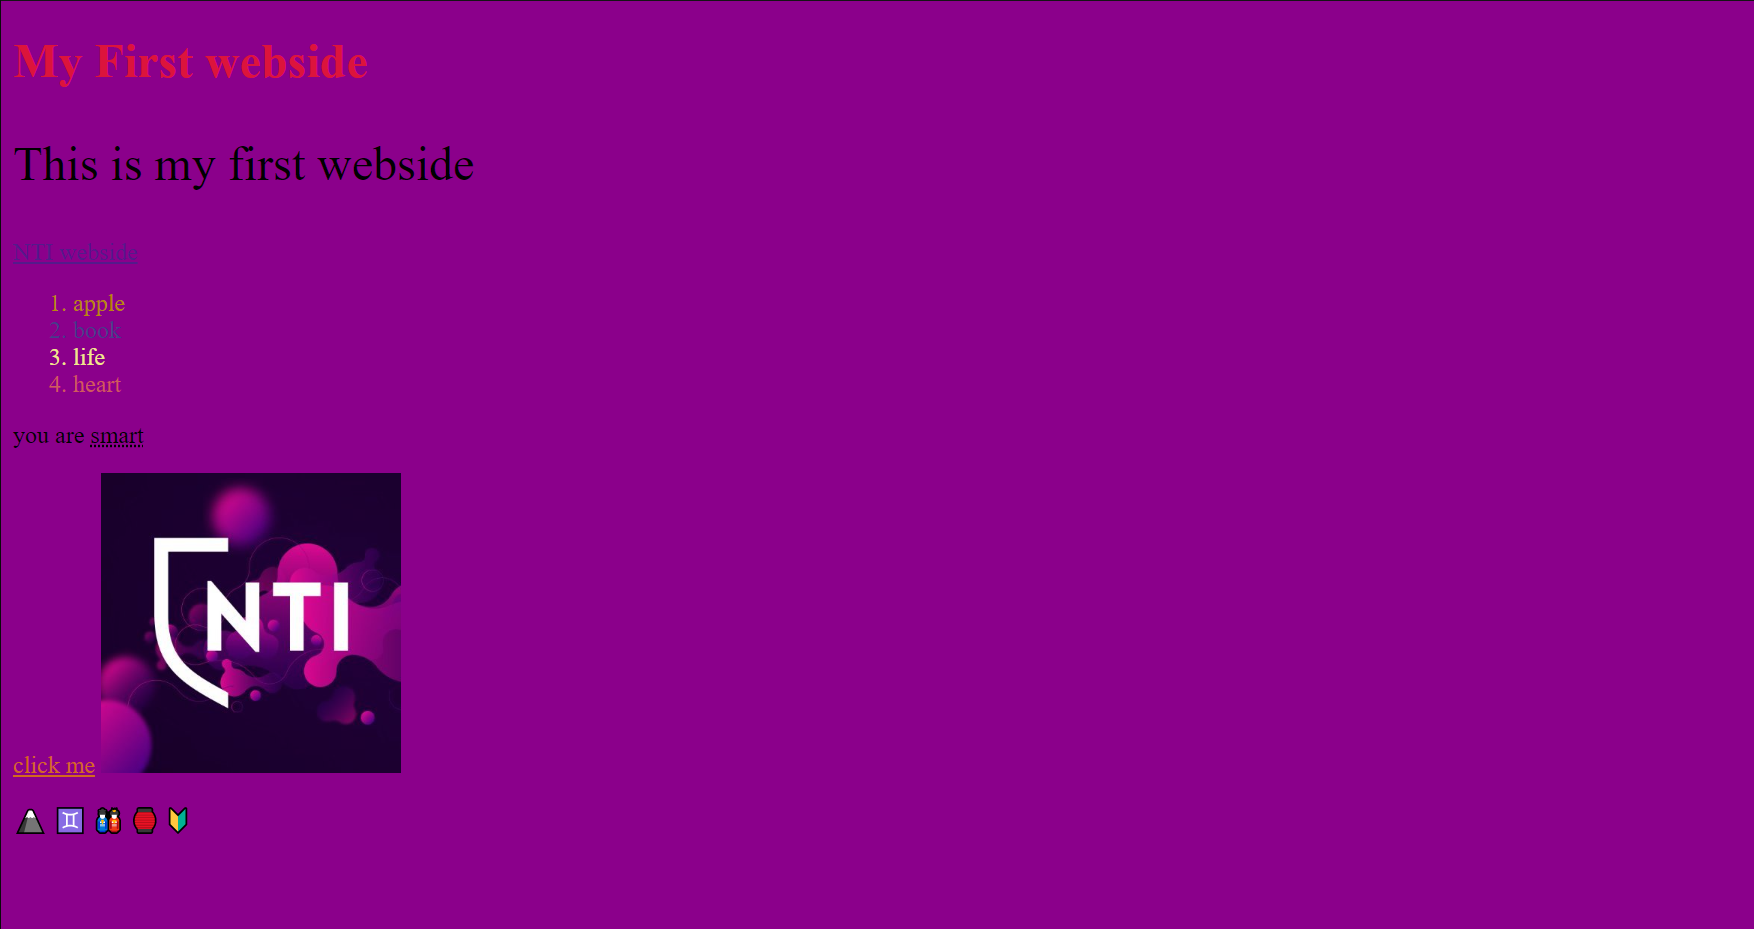 My First webside
This is my first webside
NTI webside
1. apple
2. book
3. life
4. heart
you are smart
NTI
click me